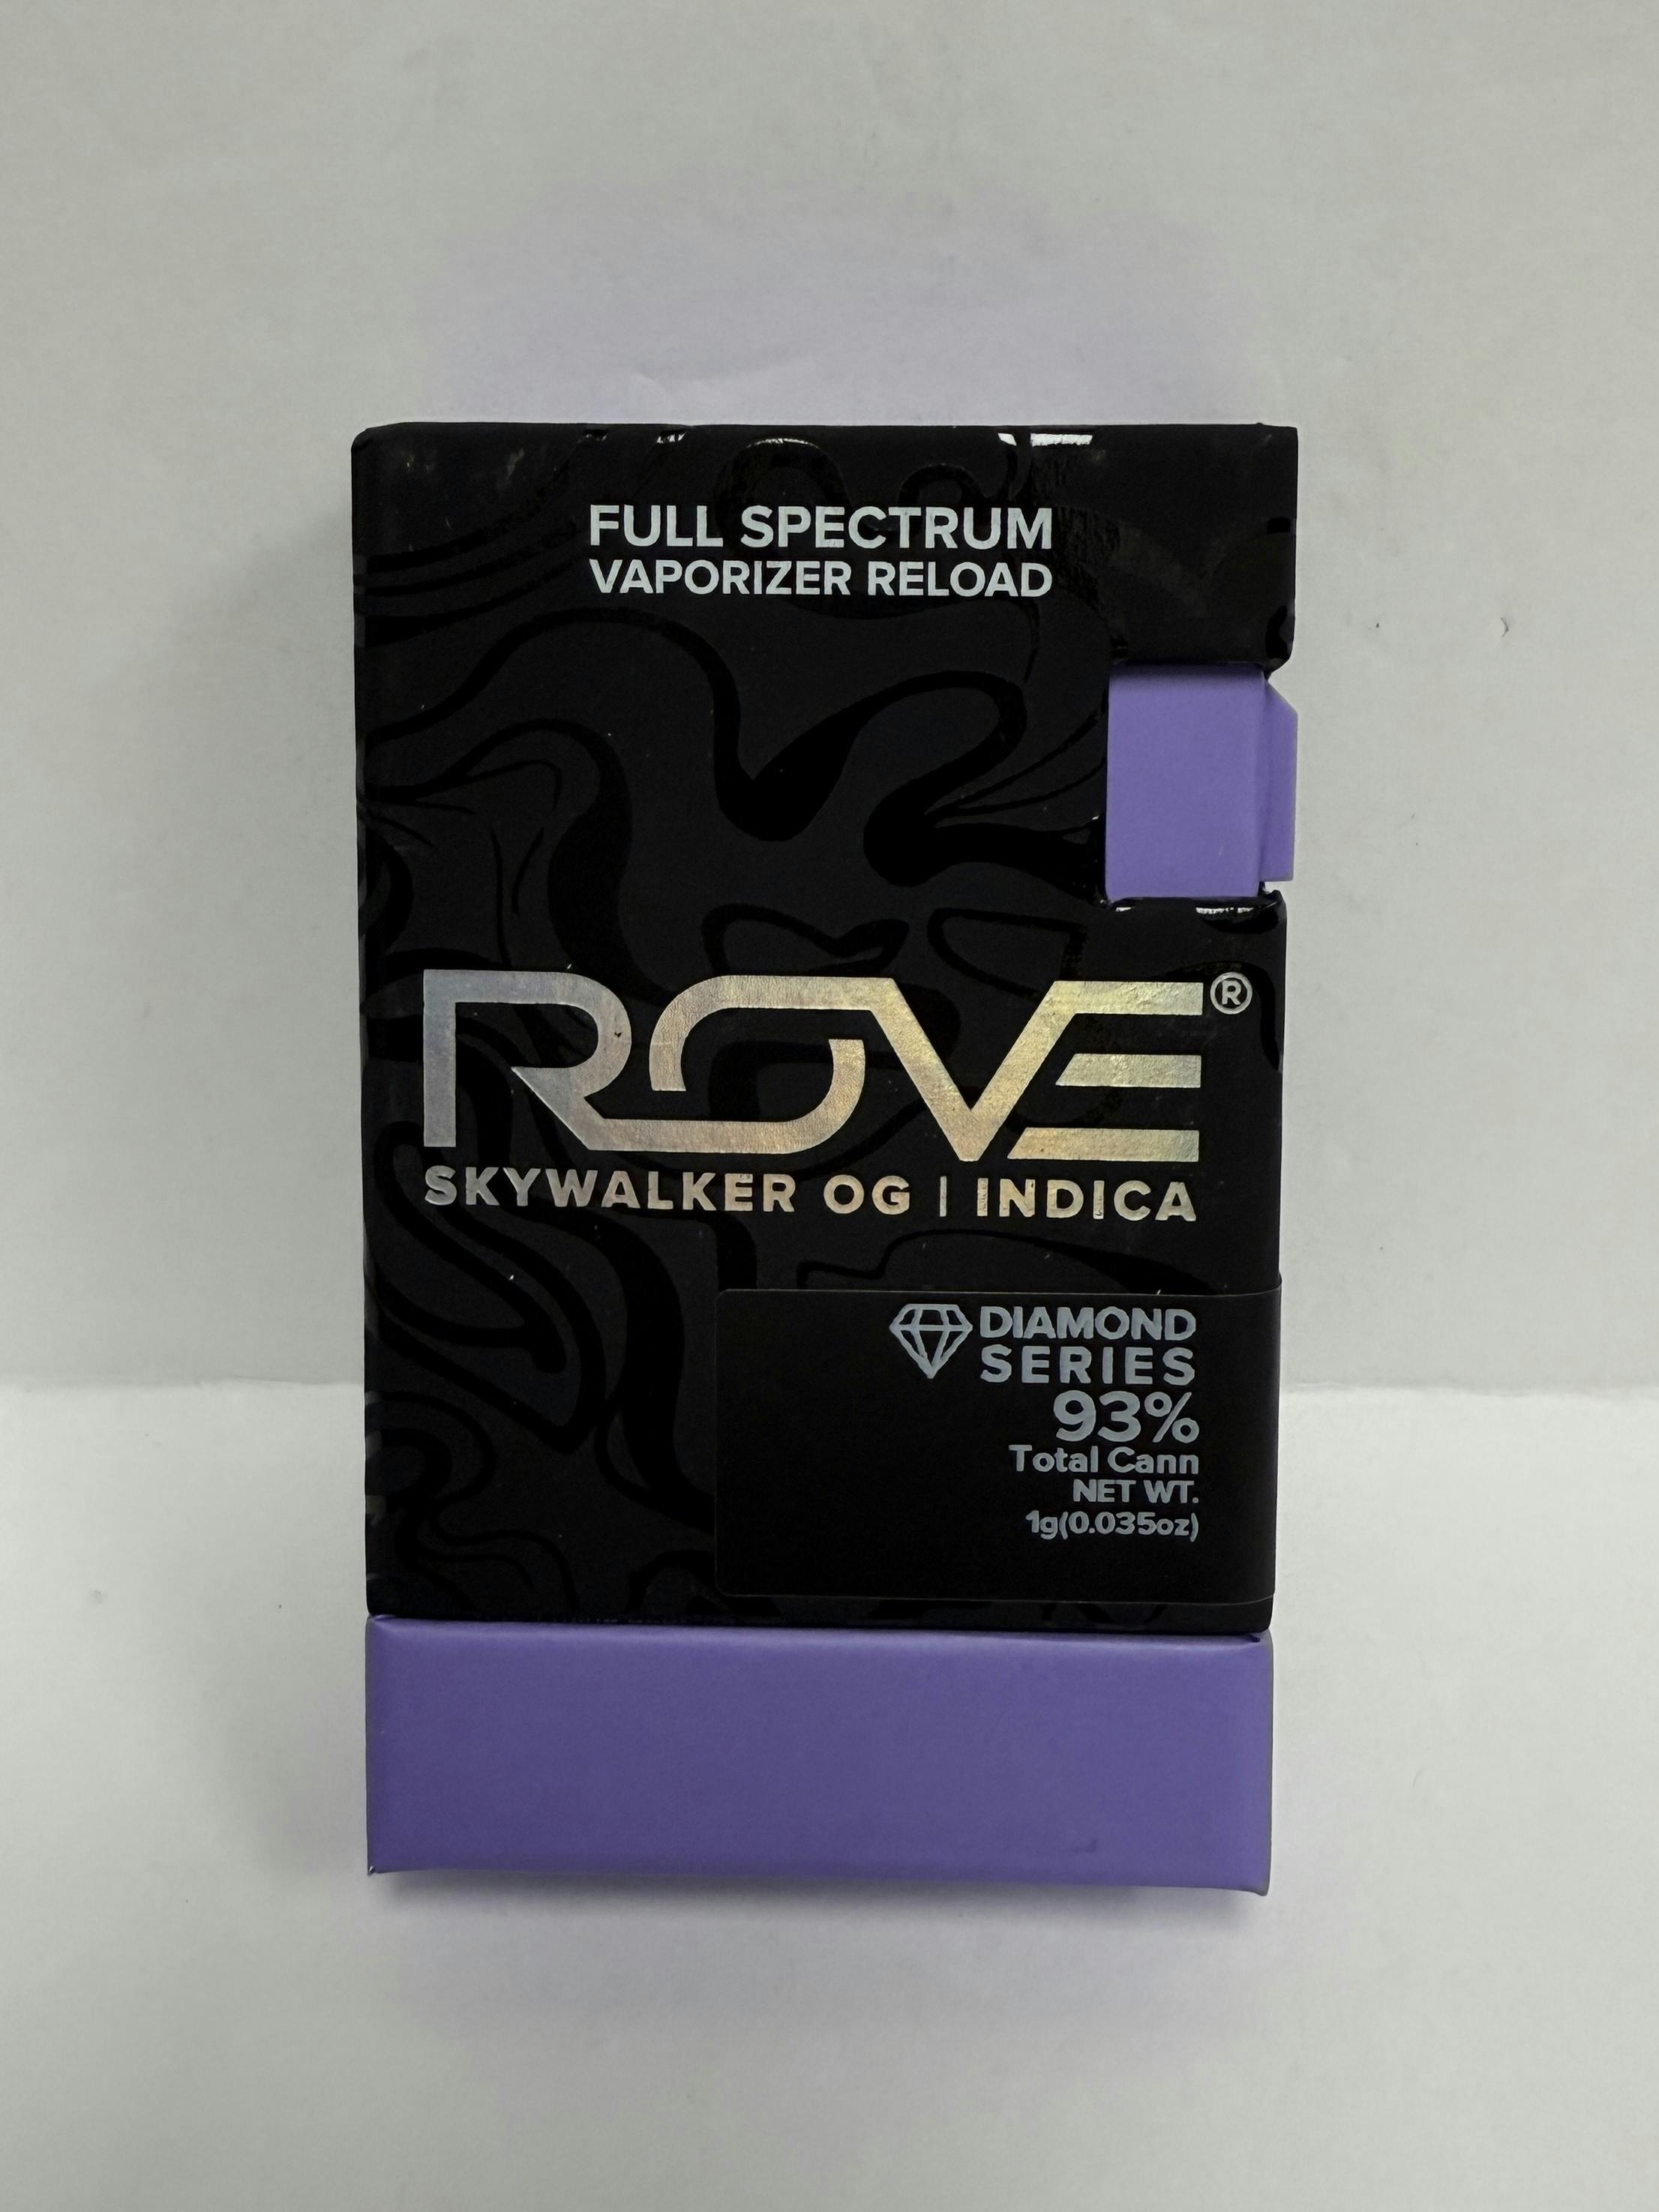 FULL SPECTRUM
VAPORIZER RELOAD
ROVE®
SKYWALKER OG | INDICA
DIAMOND
SERIES
93%
Total Cann
NET WT.
1g(0.035oz)